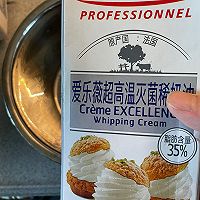 PROFESSIONNEL
原产国：法国
爱乐薇超高温灭菌稀奶油
Crème EXCELLENCE
Whipping Cream
脂肪含量
35%